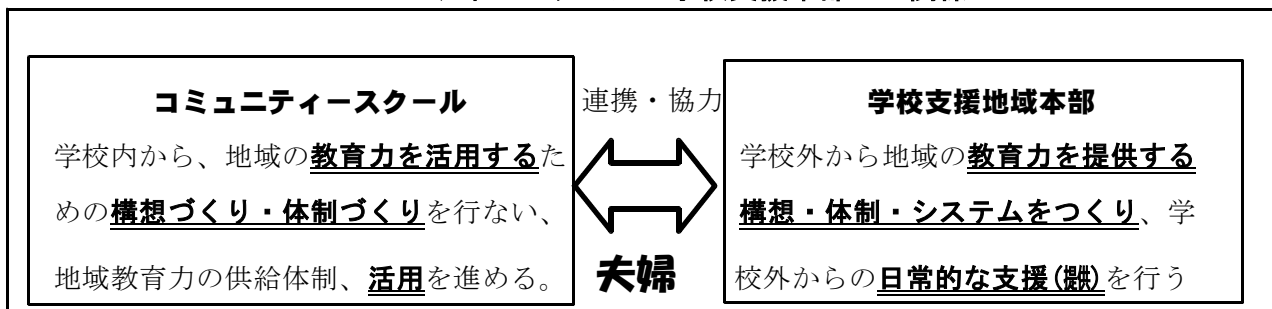 コミュニティースクール
学校内から、地域の教育力を活用するた
めの構想づくり・体制づくりを行ない、
地域教育力の供給体制、活用を進める。
連携・協力
夫婦
学校支援地域本部
学校外から地域の教育力を提供する
構想・体制・システムをつくり、学
校外からの日常的な支援()を行う